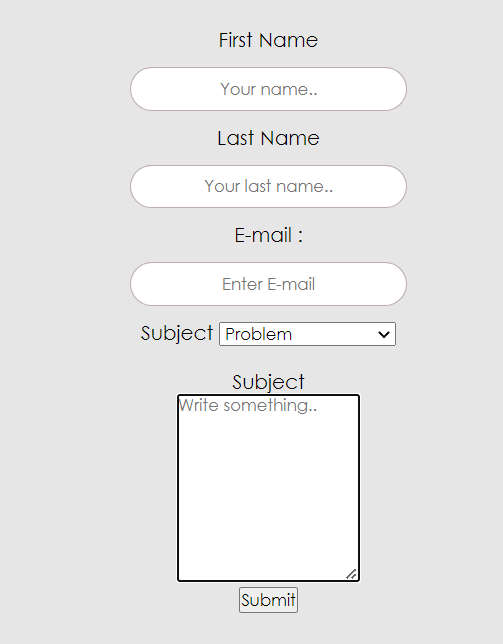 First Name
Your name..
Last Name
Your last name..
E-mail :
Enter E-mail
Subject Problem
Subject
Write something..
Submit